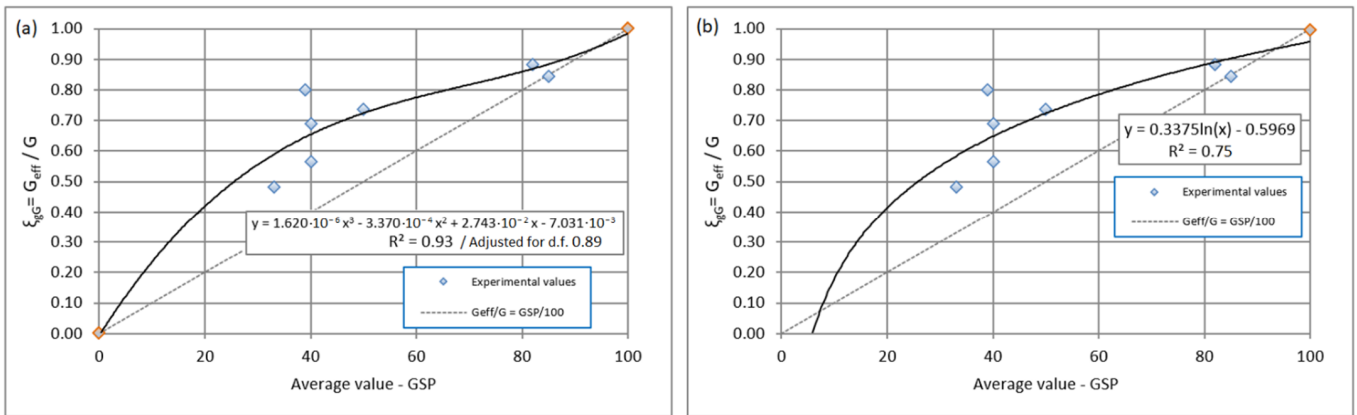 (a)
1.00
0.90
0.80
0.70
0.60
0.50
0.40
0.30
0.20
0.10
0.00
ξgG= Geff / G
y = 1.620·10⁻⁶ x³ - 3.370·10⁻⁴ x² + 2.743·10⁻² x - 7.031·10⁻³
R² = 0.93 / Adjusted for d.f. 0.89
Experimental values
Geff/G = GSP/100
0 20 40 60 80 100
Average value - GSP
(b)
1.00
0.90
0.80
0.70
0.60
0.50
0.40
0.30
0.20
0.10
0.00
ξgG= Geff / G
y = 0.3375ln(x) - 0.5969
R² = 0.75
Experimental values
Geff/G = GSP/100
0 20 40 60 80 100
Average value - GSP